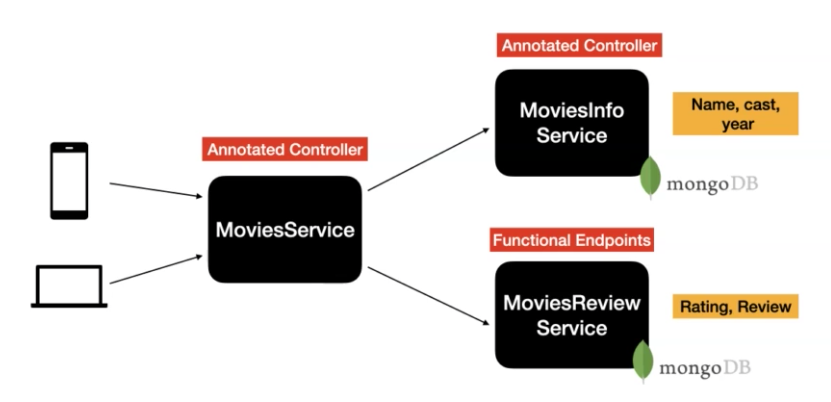 Annotated Controller
MoviesInfo
Service
Name, cast,
year
mongoDB
Annotated Controller
MoviesService
Functional Endpoints
MoviesReview
Service
Rating, Review
mongoDB